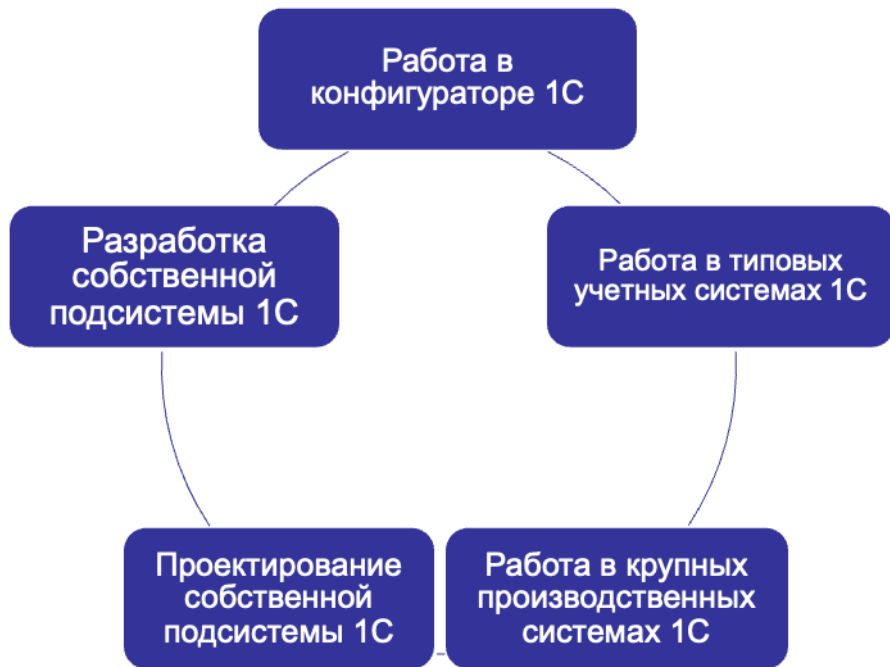 Работа в
конфигураторе 1С
Разработка
собственной
подсистемы 1С
Работа в типовых
учетных системах 1С
Проектирование
собственной
подсистемы 1С
Работа в крупных
производственных
системах 1С